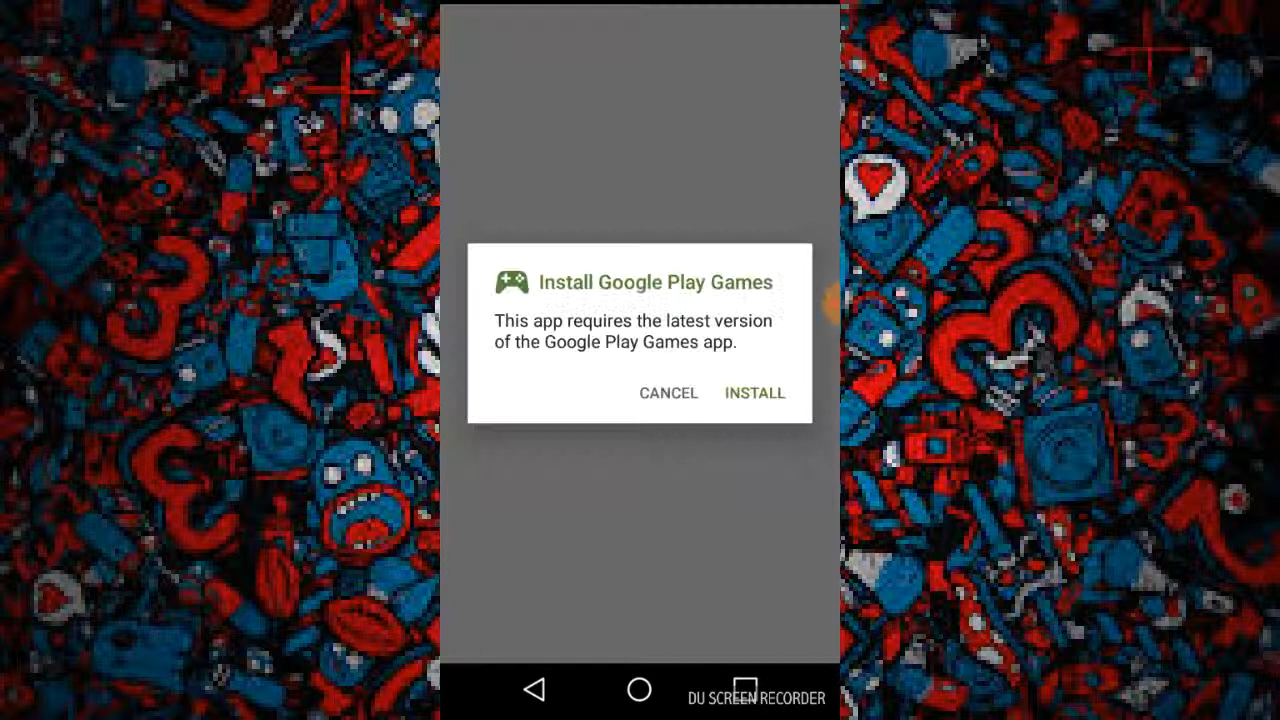 Install Google Play Games
This app requires the latest version
of the Google Play Games app.
CANCEL INSTALL
DU SCREEN RECORDER